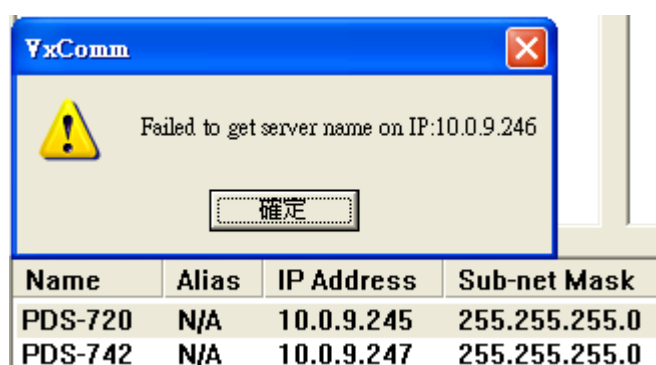 VxComm
Failed to get server name on IP:10.0.9.246
確定
Name Alias IP Address Sub-net Mask
PDS-720 N/A 10.0.9.245 255.255.255.0
PDS-742 N/A 10.0.9.247 255.255.255.0